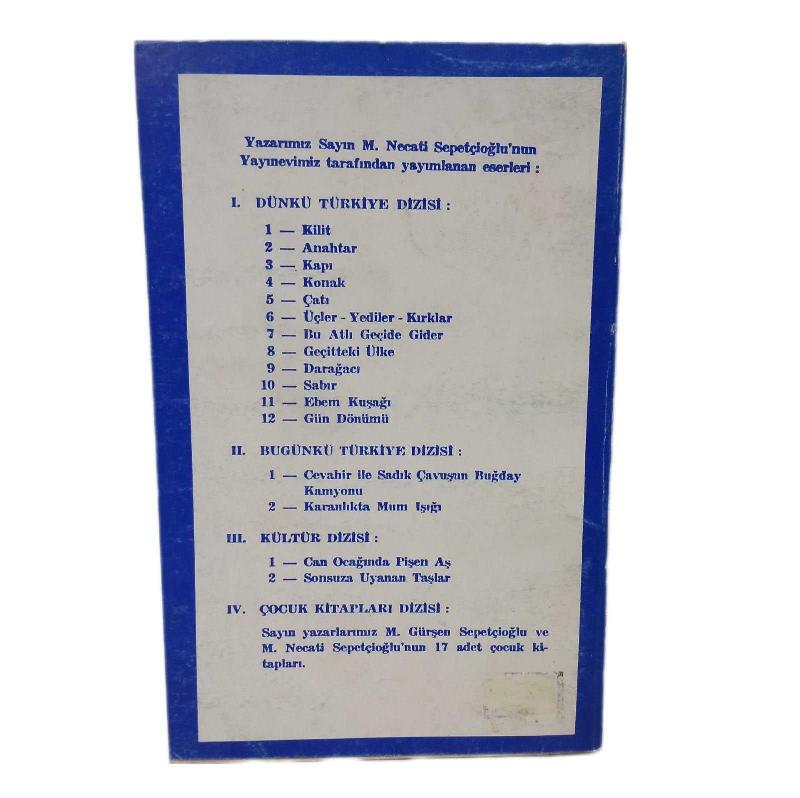 Yazarımız Sayın M. Necati Sepetçioğlu'nun
Yayınevimiz tarafından yayımlanan eserleri :
I. DÜNKÜ TÜRKİYE DİZİSİ :
1 — Kilit
2 — Anahtar
3 — Kapı
4 — Konak
5 — Çatı
6 — Üçler - Yediler - Kırklar
7 — Bu Atlı Geçide Gider
8 — Geçitteki Ülke
9 — Darağacı
10 — Sabır
11 — Ebem Kuşağı
12 — Gün Dönümü
II. BUGÜNKÜ TÜRKİYE DİZİSİ :
1 — Cevahir ile Sadık Çavuşun Buğday
Kamyonu
2 — Karanlıkta Mum Işığı
III. KÜLTÜR DİZİSİ :
1 — Can Ocağında Pişen Aş
2 — Sonsuza Uyanan Taşlar
IV. ÇOCUK KİTAPLARI DİZİSİ :
Sayın yazarlarımız M. Gürşen Sepetçioğlu ve
M. Necati Sepetçioğlu'nun 17 adet çocuk ki-
tapları.